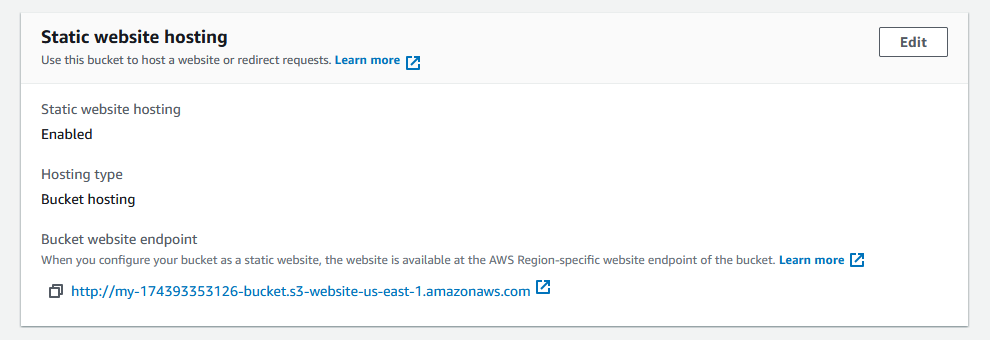 Static website hosting
Edit
Use this bucket to host a website or redirect requests. Learn more
Static website hosting
Enabled
Hosting type
Bucket hosting
Bucket website endpoint
When you configure your bucket as a static website, the website is available at the AWS Region-specific website endpoint of the bucket. Learn more
http://my-174393353126-bucket.s3-website-us-east-1.amazonaws.com